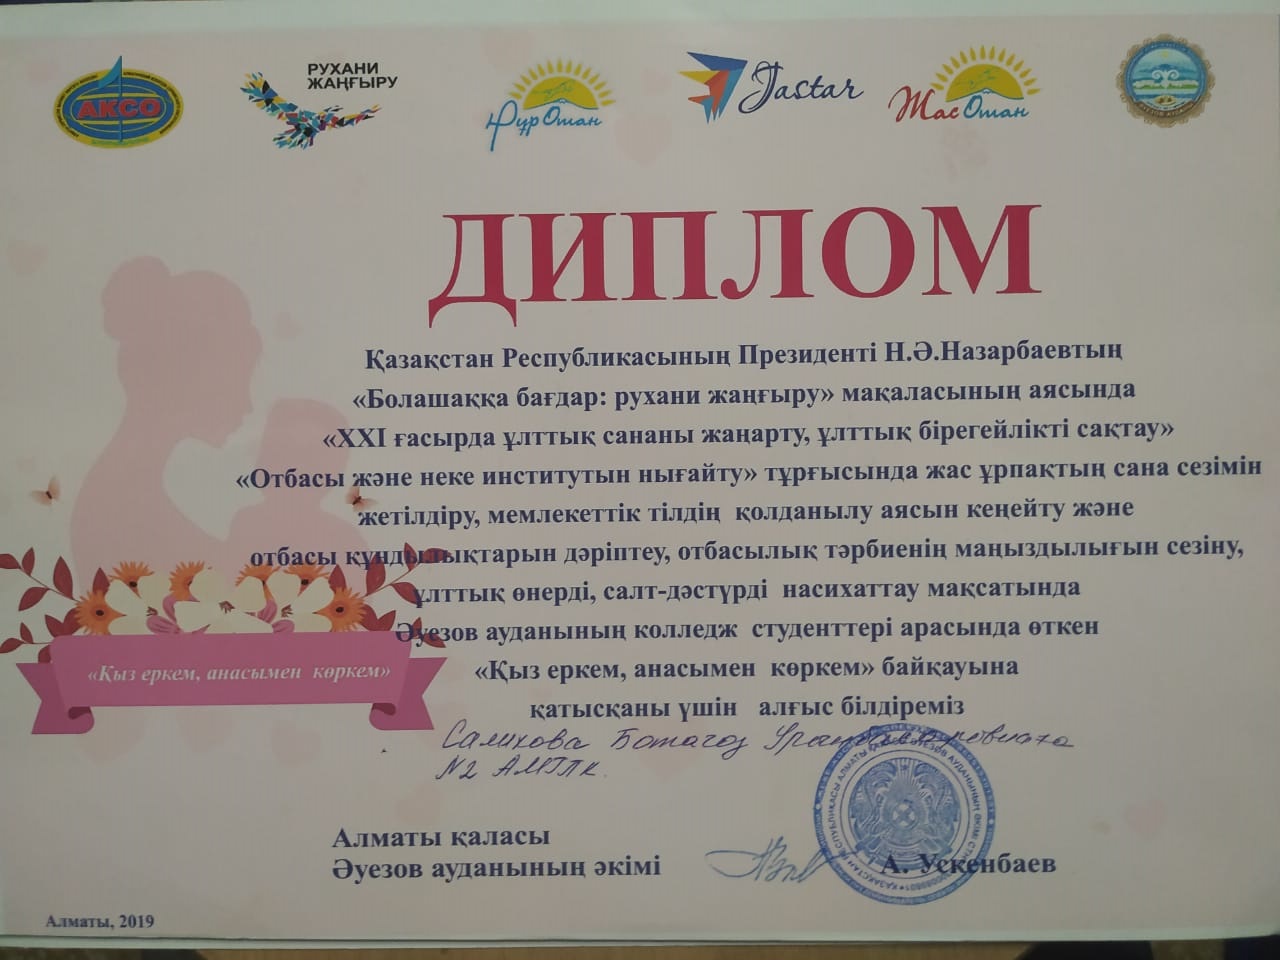 АКСО
РУХАНИ
ЖАҢҒЫРУ
Нұр Отан
Jastar
Жас Отан
ДИПЛОМ
Қазақстан Республикасының Президенті Н.Ә.Назарбаевтың
«Болашаққа бағдар: рухани жаңғыру» мақаласының аясында
«XXI ғасырда ұлттық сананы жаңарту, ұлттық бірегейлікті сақтау»
«Отбасы және неке институтын нығайту» тұрғысында жас ұрпақтың сана сезімін
жетілдіру, мемлекеттік тілдің қолданылу аясын кеңейту және
отбасы құндылықтарын дәріптеу, отбасылық тәрбиенің маңыздылығын сезіну,
ұлттық өнерді, салт-дәстүрді насихаттау мақсатында
Әуезов ауданының колледж студенттері арасында өткен
«Қыз еркем, анасымен көркем» байқауына
қатысқаны үшін алғыс білдіреміз
«Қыз еркем, анасымен көркем»
Салихова Ботагоз
№2 АМГПК.
Алматы қаласы
Әуезов ауданының әкімі
А. Ускенбаев
Алматы, 2019